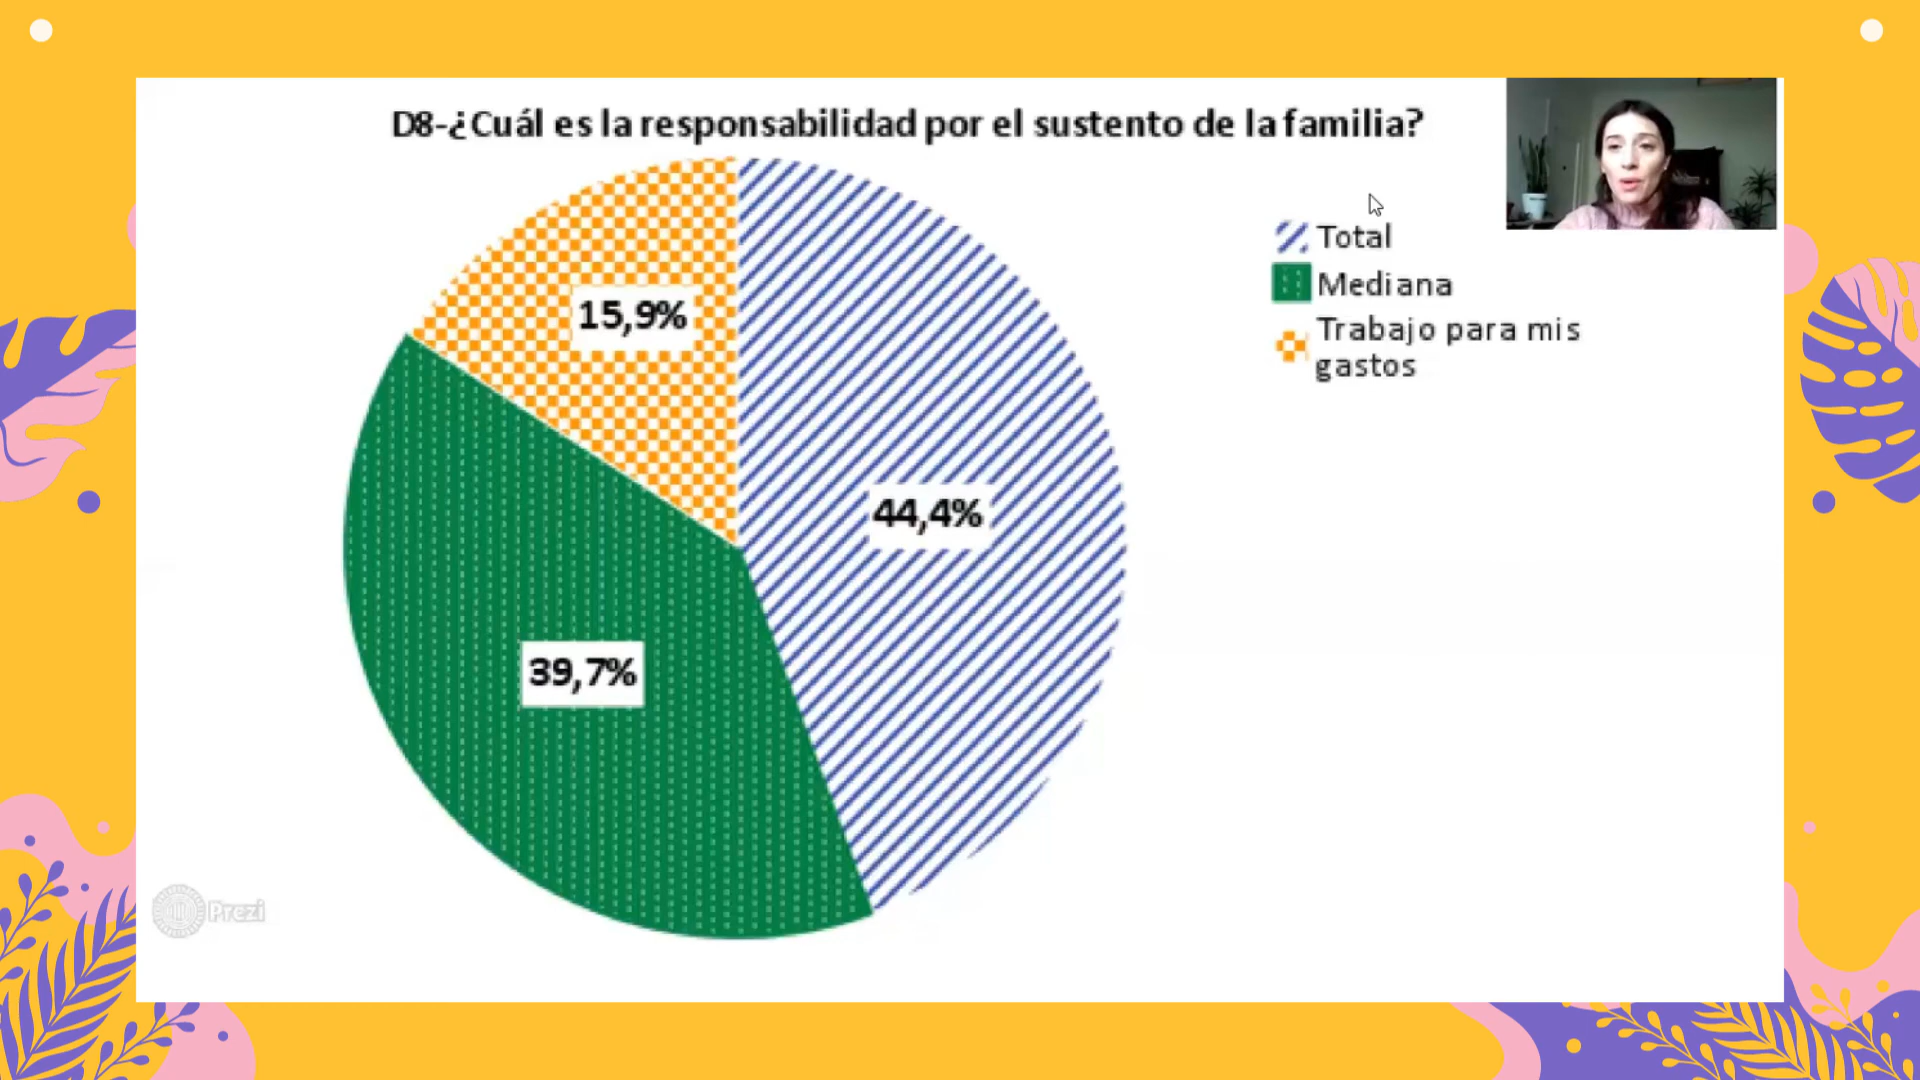 D8-¿Cuál es la responsabilidad por el sustento de la familia?
Total
Mediana
Trabajo para mis
gastos
15,9%
44,4%
39,7%
Prezi